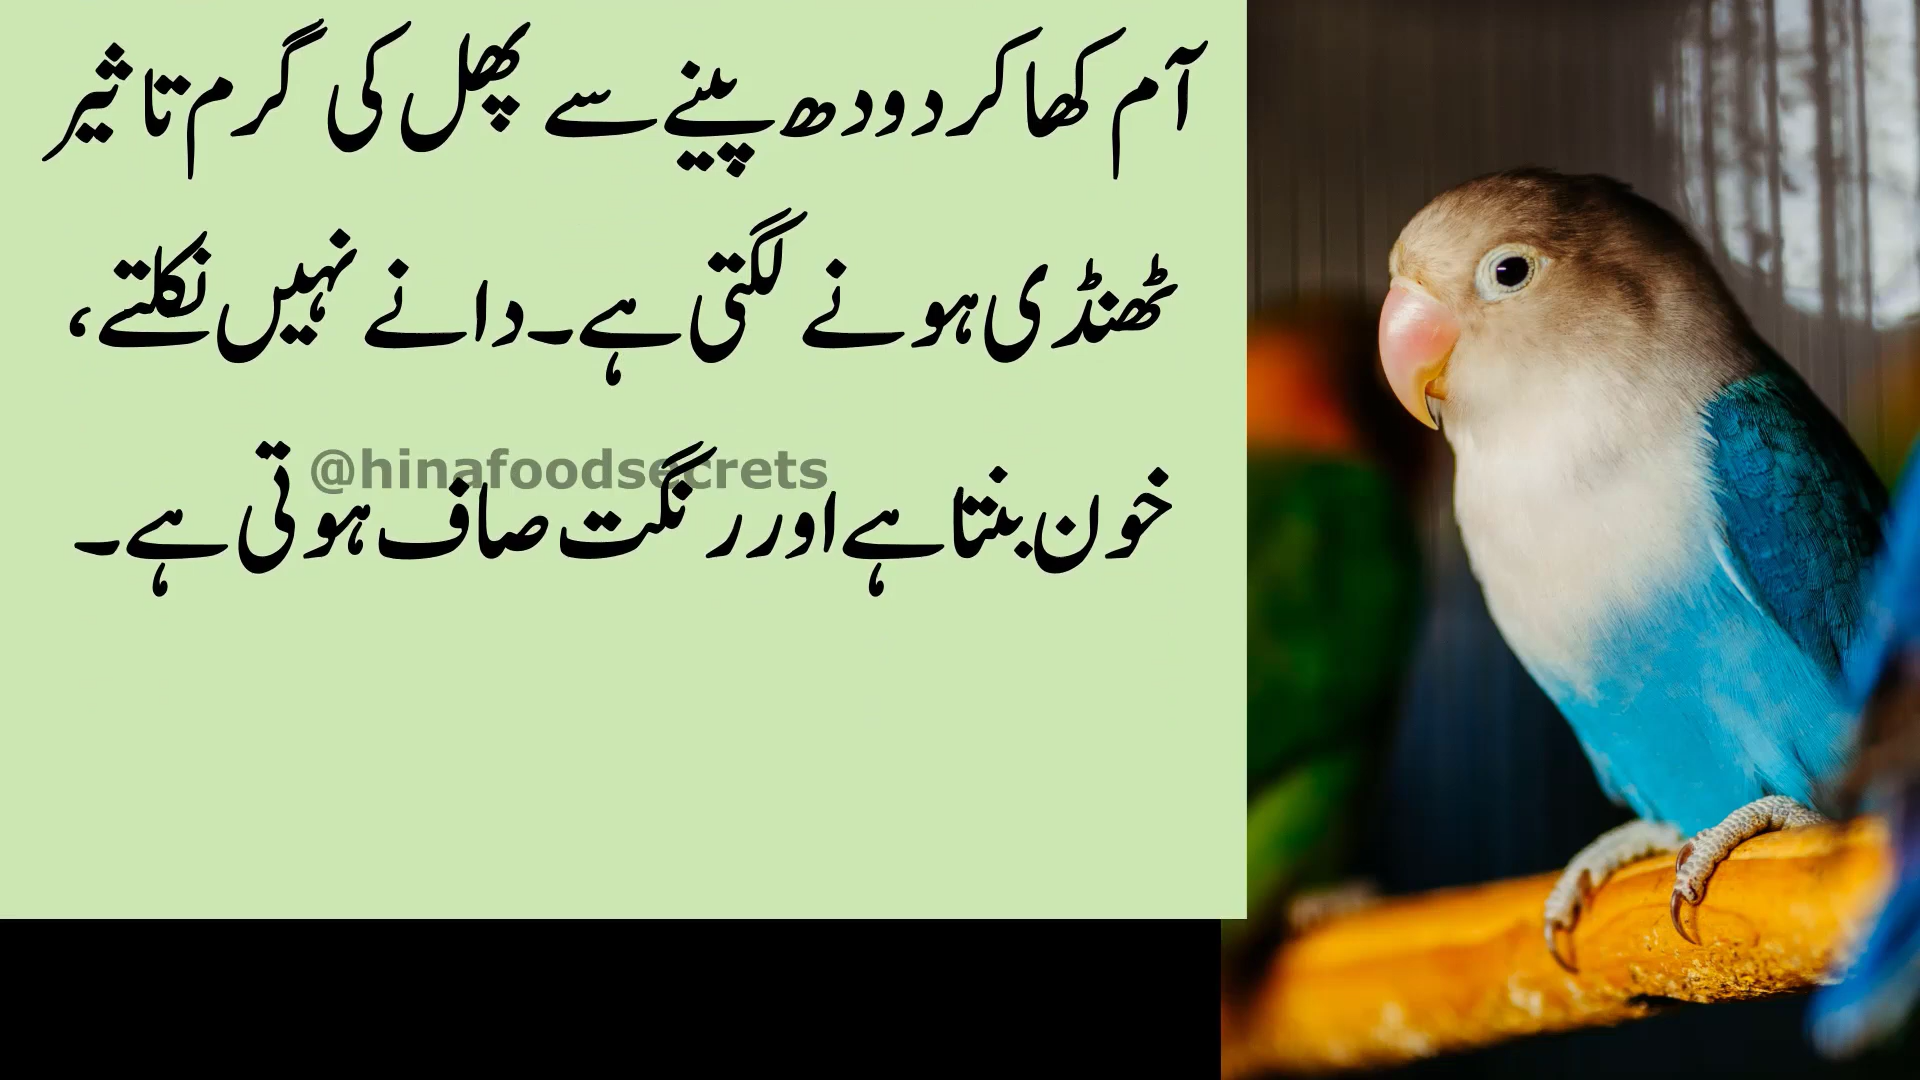 آم کھا کر دودھ پینے سے پھل کی گرم تاثیر
ٹھنڈی ہونے لگتی ہے۔ دانے نہیں نکلتے،
@hinafoodsecrets
خون بنتا ہے اور رنگت صاف ہوتی ہے۔